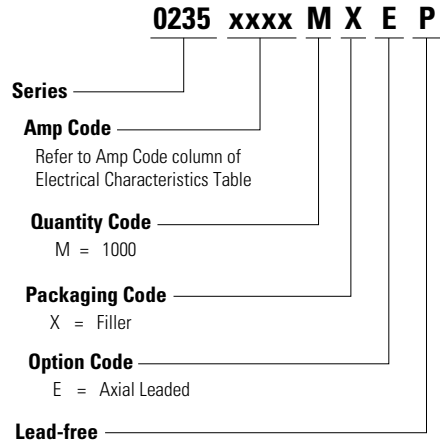 0235 xxxx M X E P
Series
Amp Code
Refer to Amp Code column of
Electrical Characteristics Table
Quantity Code
M = 1000
Packaging Code
X = Filler
Option Code
E = Axial Leaded
Lead-free